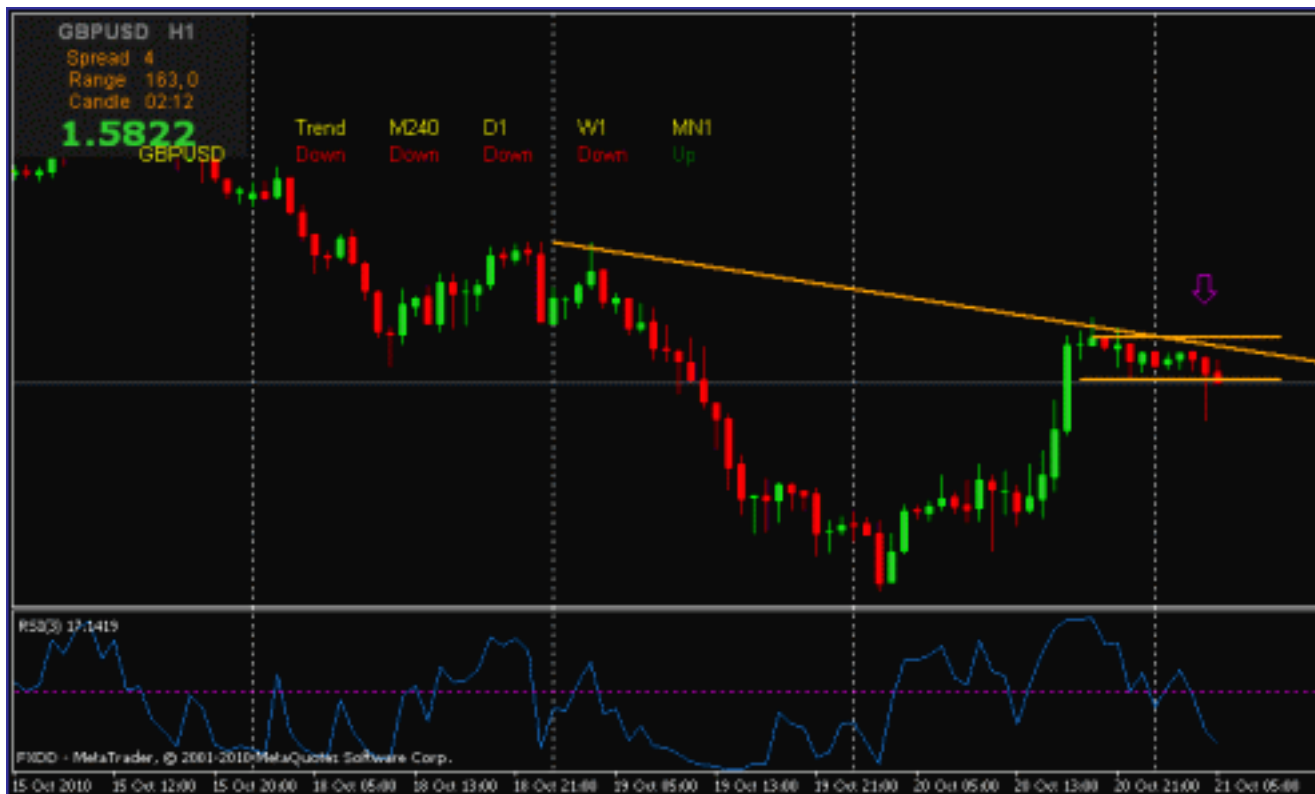 GBPUSD H1
Spread 4
Range 163,0
Candle 02:12
1.5822
GBPUSD
Trend M240 D1 W1 MN1
Down Down Down Down Up
RSI(3) 17.1419
FXDD - MetaTrader, © 2001-2010 MetaQuotes Software Corp.
15 Oct 2010 15 Oct 12:00 15 Oct 20:00 18 Oct 05:00 18 Oct 13:00 18 Oct 21:00 19 Oct 05:00 19 Oct 13:00 19 Oct 21:00 20 Oct 05:00 20 Oct 13:00 20 Oct 21:00 21 Oct 05:00